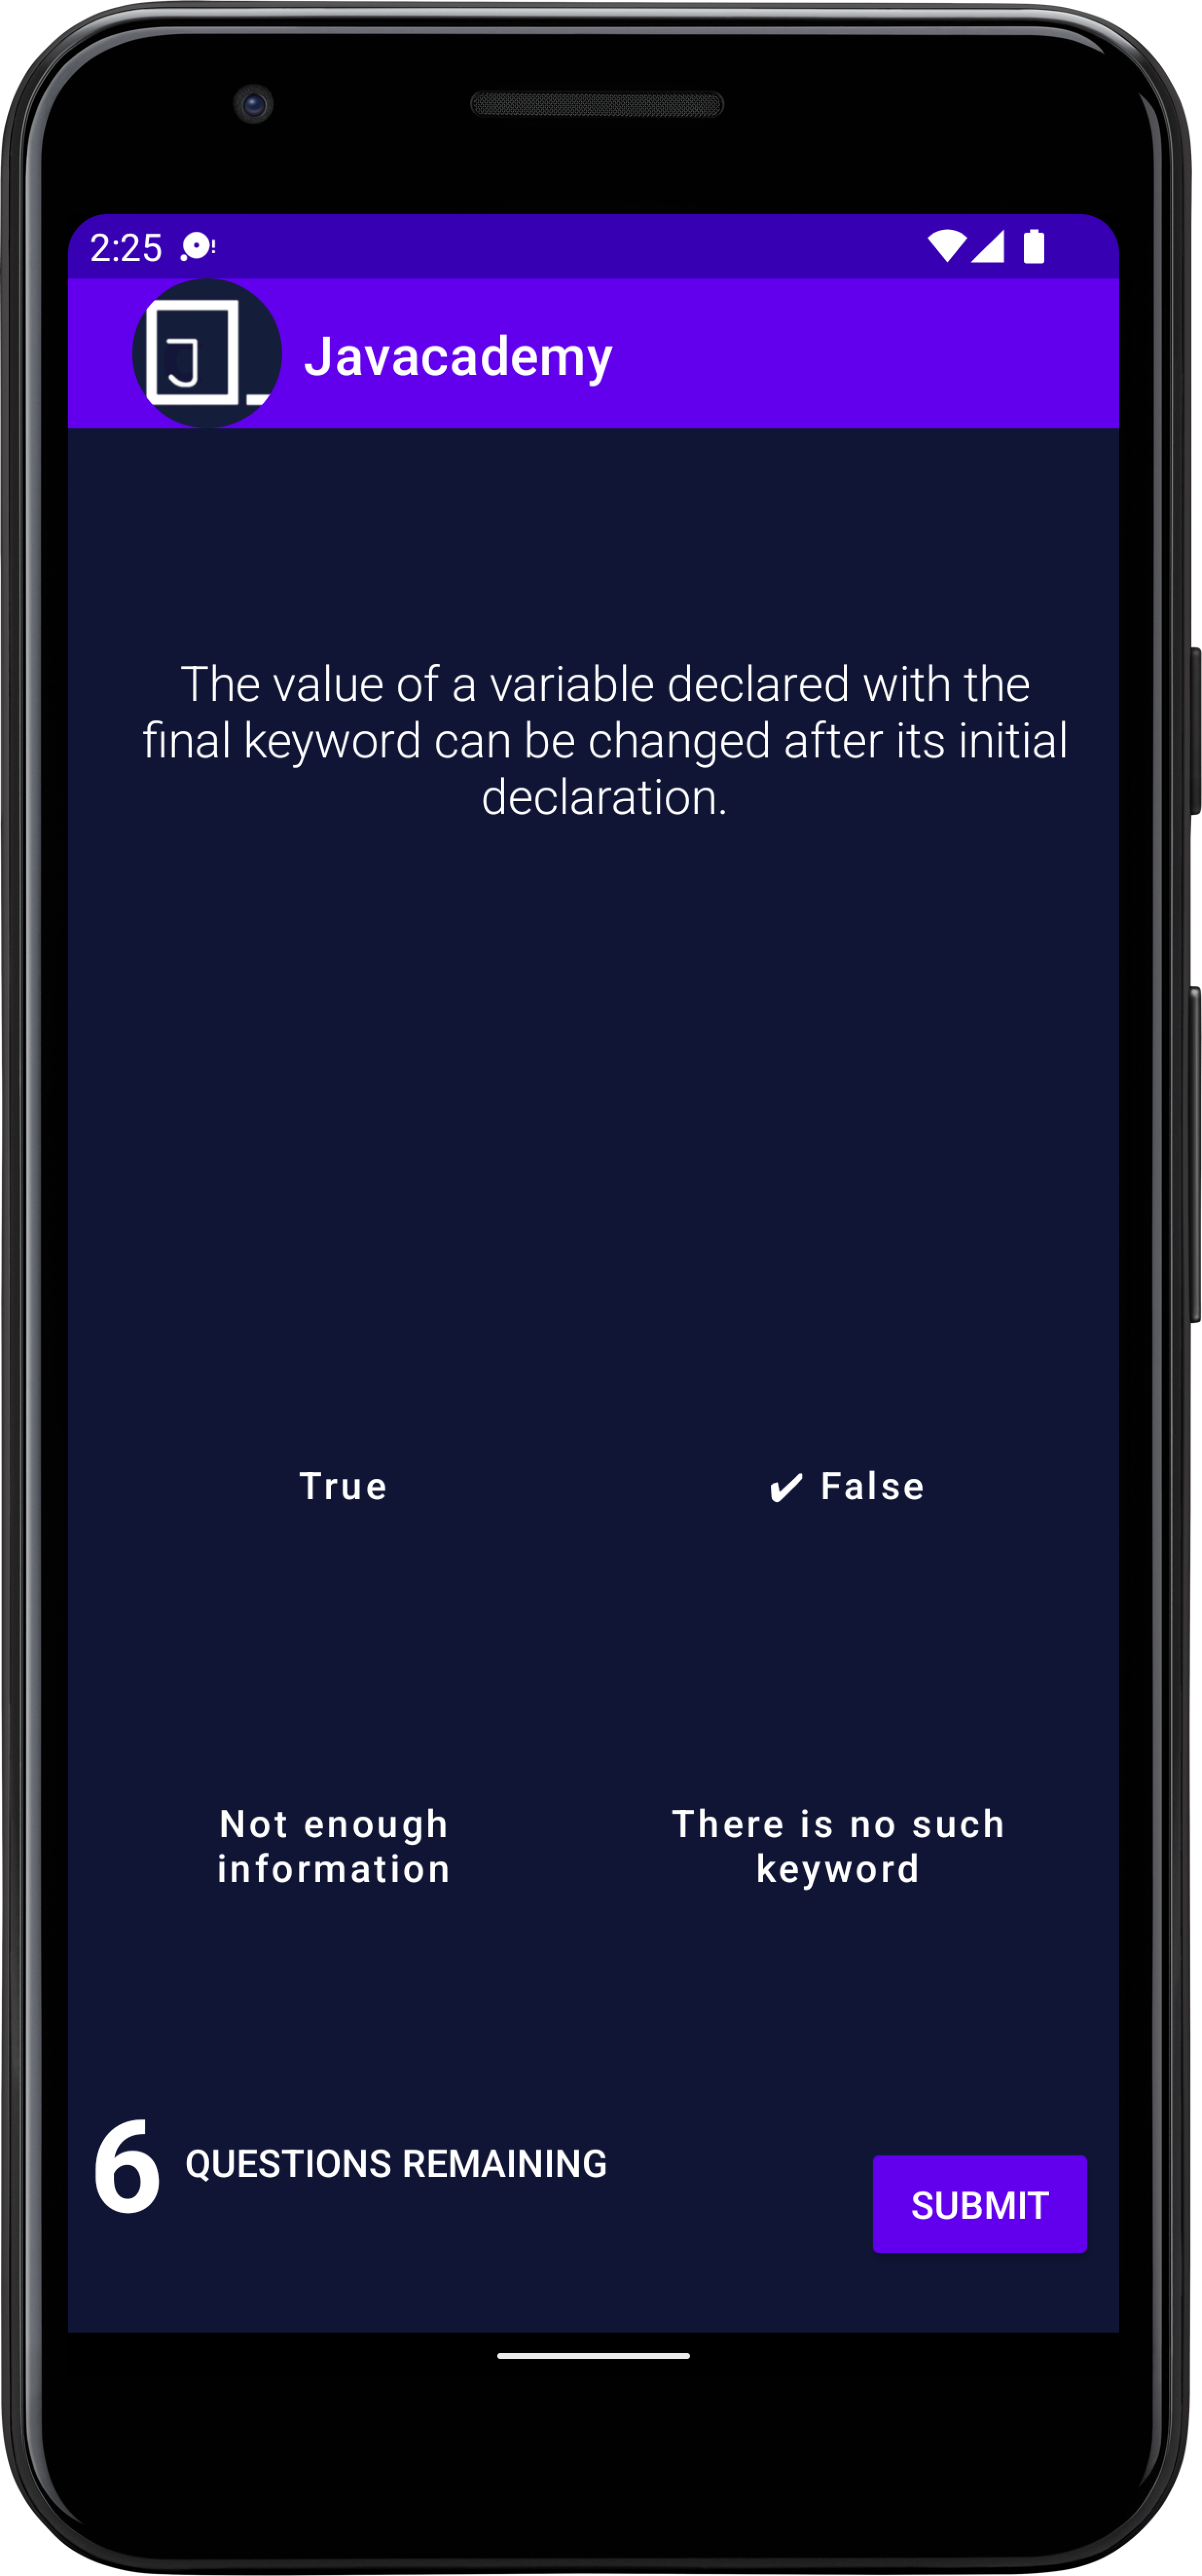 2:25
J
Javacademy
The value of a variable declared with the
final keyword can be changed after its initial
declaration.
True
✔ False
Not enough
information
There is no such
keyword
6 QUESTIONS REMAINING
SUBMIT